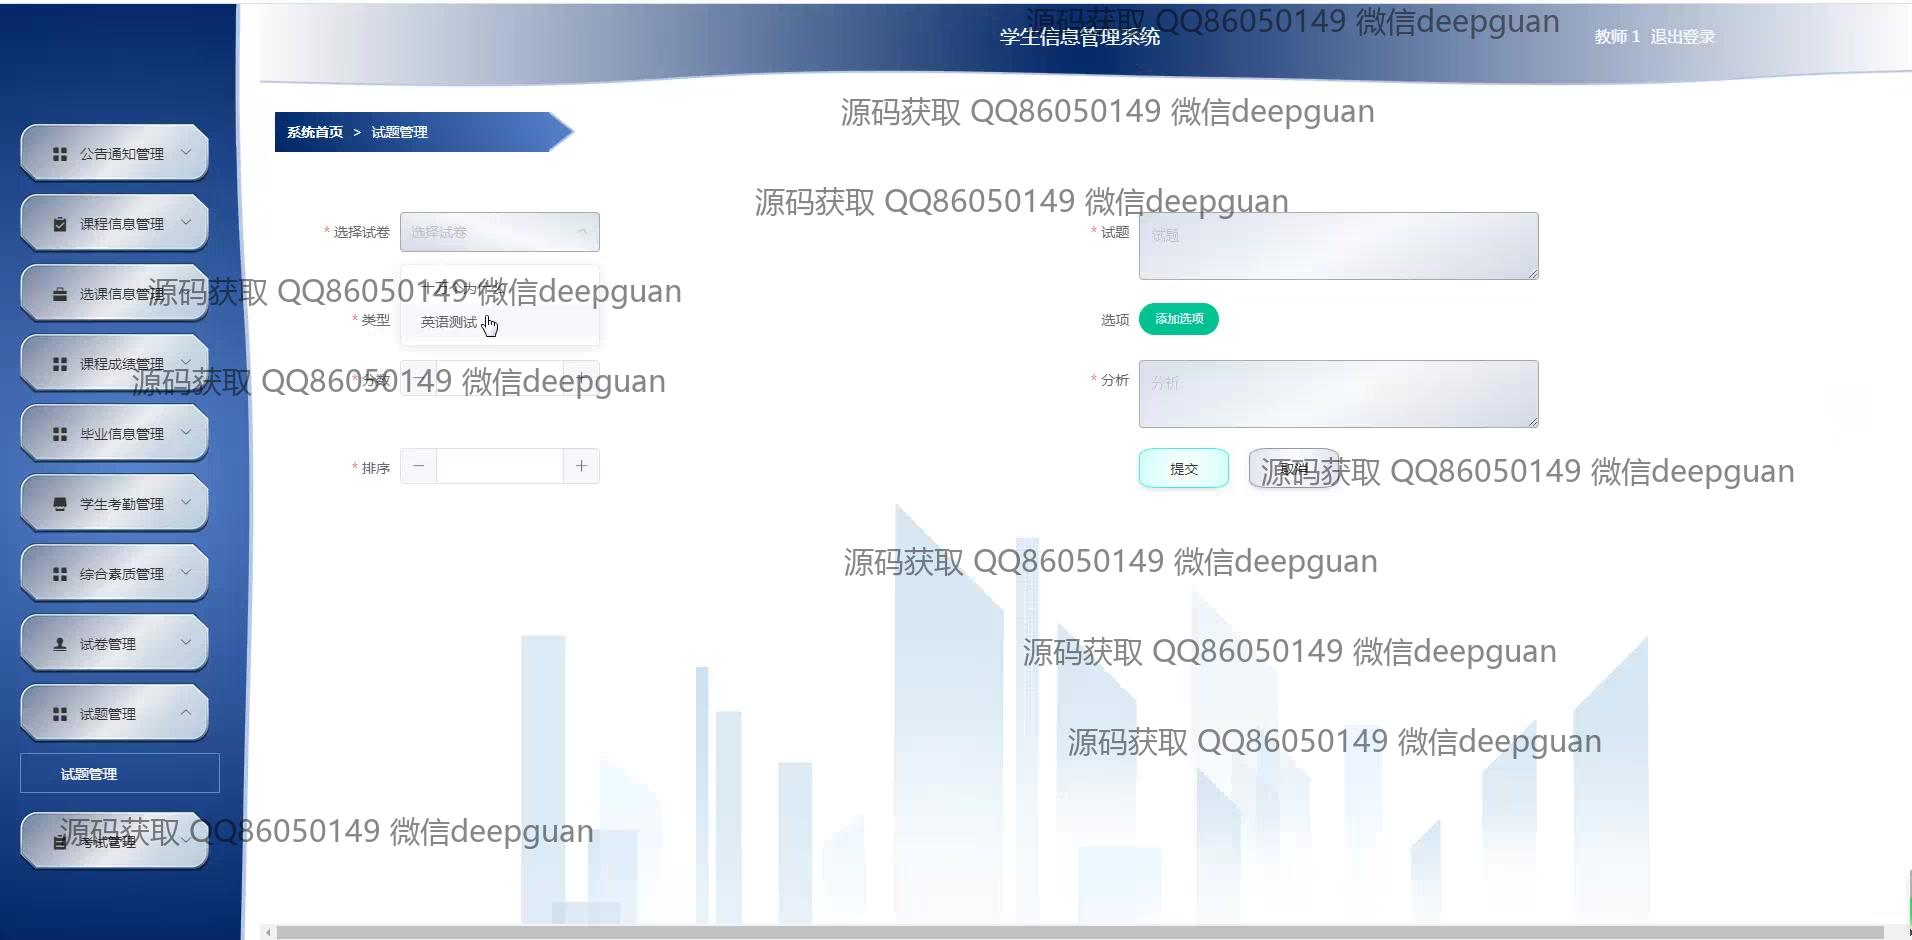 源码获取 QQ86050149 微信deepguan
学生信息管理系统
教师 1 退出登录
源码获取 QQ86050149 微信deepguan
系统首页 > 试题管理
公告通知管理
源码获取 QQ86050149 微信deepguan
课程信息管理
* 选择试卷 选择试卷
* 试题 试题
选课信息管理
源码获取 QQ86050149 微信deepguan
十万个为什么
* 类型
英语测试
选项 添加选项
课程成绩管理
源码获取 QQ86050149 微信deepguan
* 分数
* 分析 分析
毕业信息管理
* 排序
提交
取消
源码获取 QQ86050149 微信deepguan
学生考勤管理
源码获取 QQ86050149 微信deepguan
综合素质管理
试卷管理
源码获取 QQ86050149 微信deepguan
试题管理
源码获取 QQ86050149 微信deepguan
试题管理
考试管理
源码获取 QQ86050149 微信deepguan